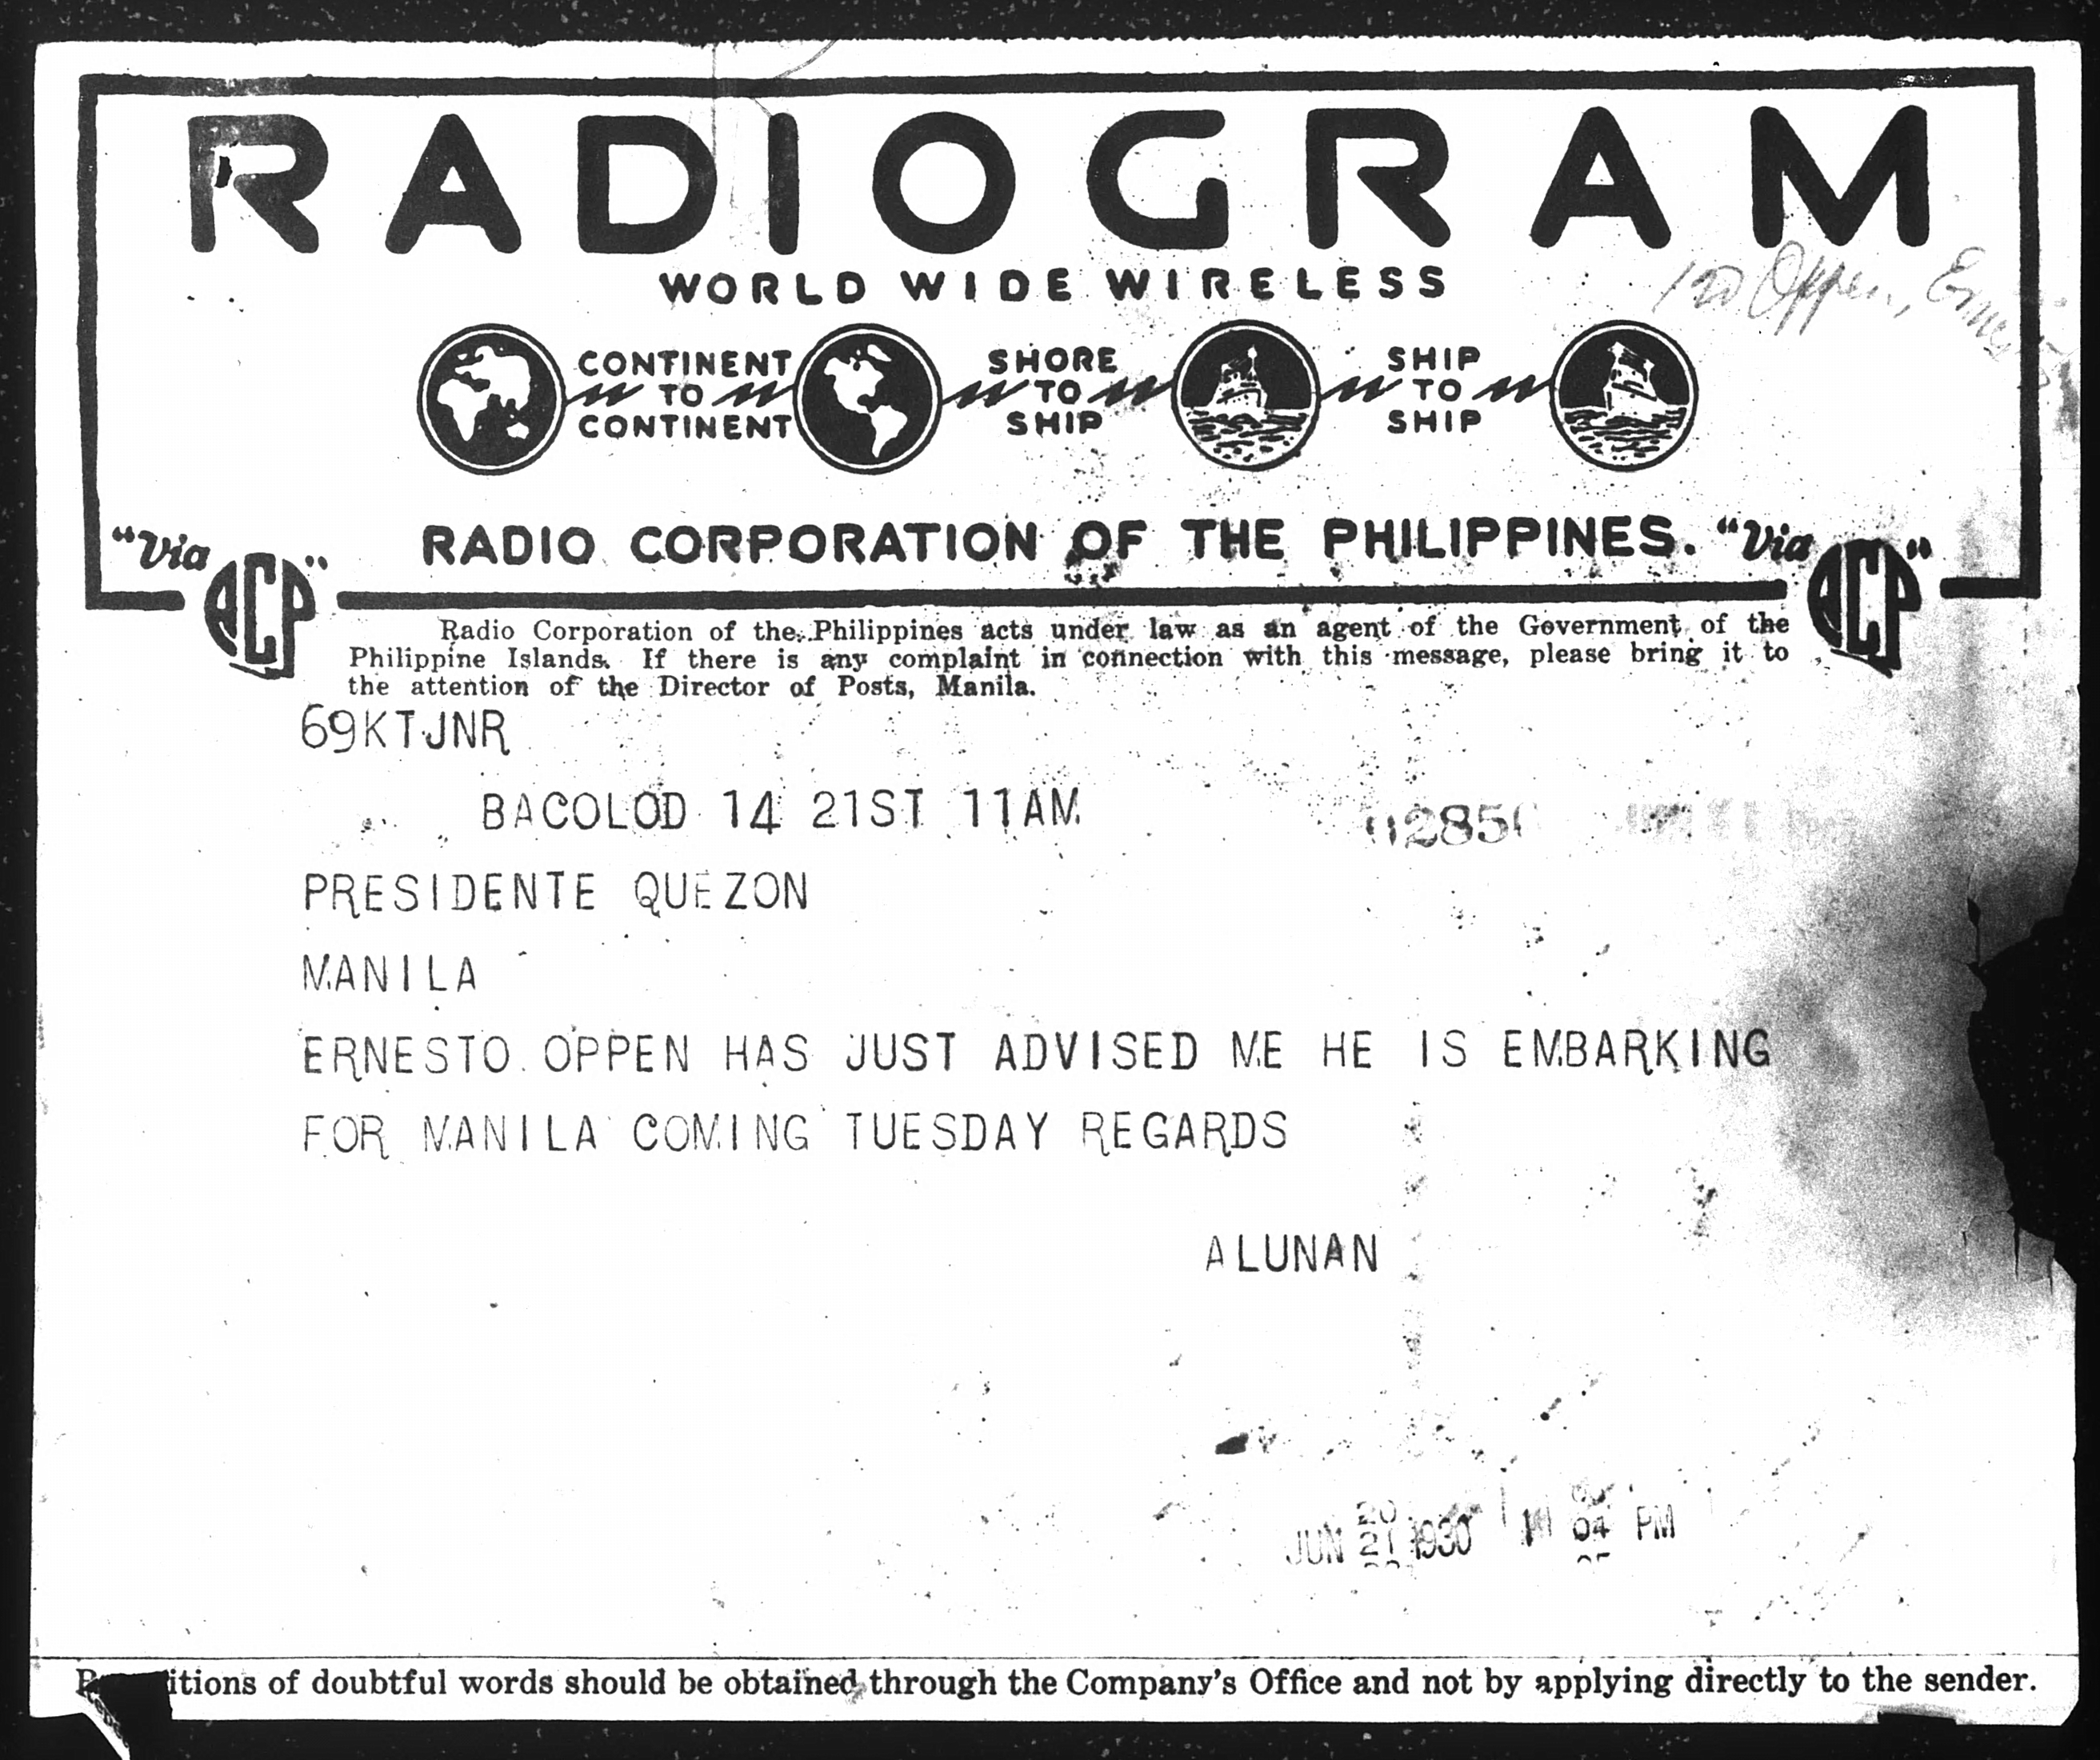 RADIOGRAM
WORLD WIDE WIRELESS
CONTINENT TO CONTINENT
SHORE TO SHIP
SHIP TO SHIP
"Via RCP"
RADIO CORPORATION OF THE PHILIPPINES.
"Via RCP"
Radio Corporation of the Philippines acts under law as an agent of the Government of the
Philippine Islands. If there is any complaint in connection with this message, please bring it to
the attention of the Director of Posts, Manila.
69KTJNR
BACOLOD 14 21ST 11AM
PRESIDENTE QUEZON
MANILA
ERNESTO OPPEN HAS JUST ADVISED ME HE IS EMBARKING
FOR MANILA COMING TUESDAY REGARDS
ALUNAN
JUN 21 1930 04 PM
of doubtful words should be obtained through the Company's Office and not by applying directly to the sender.